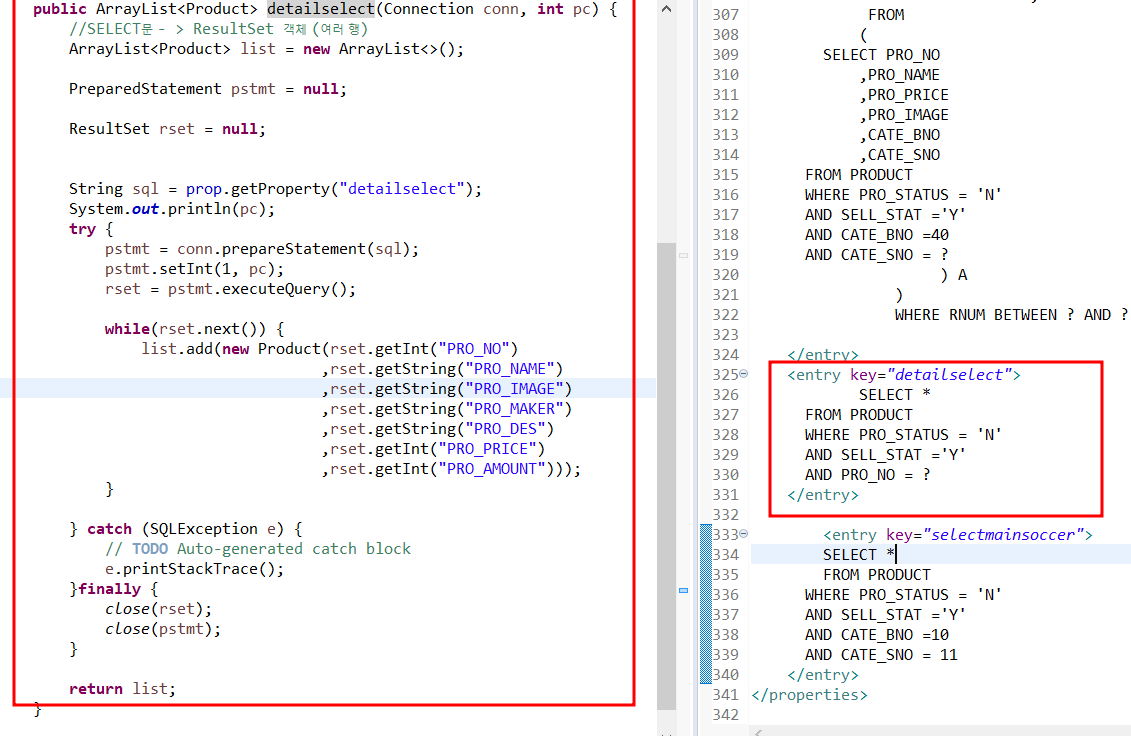 public ArrayList<Product> detailselect(Connection conn, int pc) {
//SELECT문 - > ResultSet 객체 (여러 행)
ArrayList<Product> list = new ArrayList<>();
PreparedStatement pstmt = null;
ResultSet rset = null;
String sql = prop.getProperty("detailselect");
System.out.println(pc);
try {
pstmt = conn.prepareStatement(sql);
pstmt.setInt(1, pc);
rset = pstmt.executeQuery();
while(rset.next()) {
list.add(new Product(rset.getInt("PRO_NO")
,rset.getString("PRO_NAME")
,rset.getString("PRO_IMAGE")
,rset.getString("PRO_MAKER")
,rset.getString("PRO_DES")
,rset.getInt("PRO_PRICE")
,rset.getInt("PRO_AMOUNT")));
}
} catch (SQLException e) {
// TODO Auto-generated catch block
e.printStackTrace();
}finally {
close(rset);
close(pstmt);
}
return list;
}
307 FROM
308 (
309 SELECT PRO_NO
310 ,PRO_NAME
311 ,PRO_PRICE
312 ,PRO_IMAGE
313 ,CATE_BNO
314 ,CATE_SNO
315 FROM PRODUCT
316 WHERE PRO_STATUS = 'N'
317 AND SELL_STAT ='Y'
318 AND CATE_BNO =40
319 AND CATE_SNO = ?
320 ) A
321 )
322 WHERE RNUM BETWEEN ? AND ?
323
324 </entry>
325 <entry key="detailselect">
326 SELECT *
327 FROM PRODUCT
328 WHERE PRO_STATUS = 'N'
329 AND SELL_STAT ='Y'
330 AND PRO_NO = ?
331 </entry>
332
333 <entry key="selectmainsoccer">
334 SELECT *
335 FROM PRODUCT
336 WHERE PRO_STATUS = 'N'
337 AND SELL_STAT ='Y'
338 AND CATE_BNO =10
339 AND CATE_SNO = 11
340 </entry>
341 </properties>
342